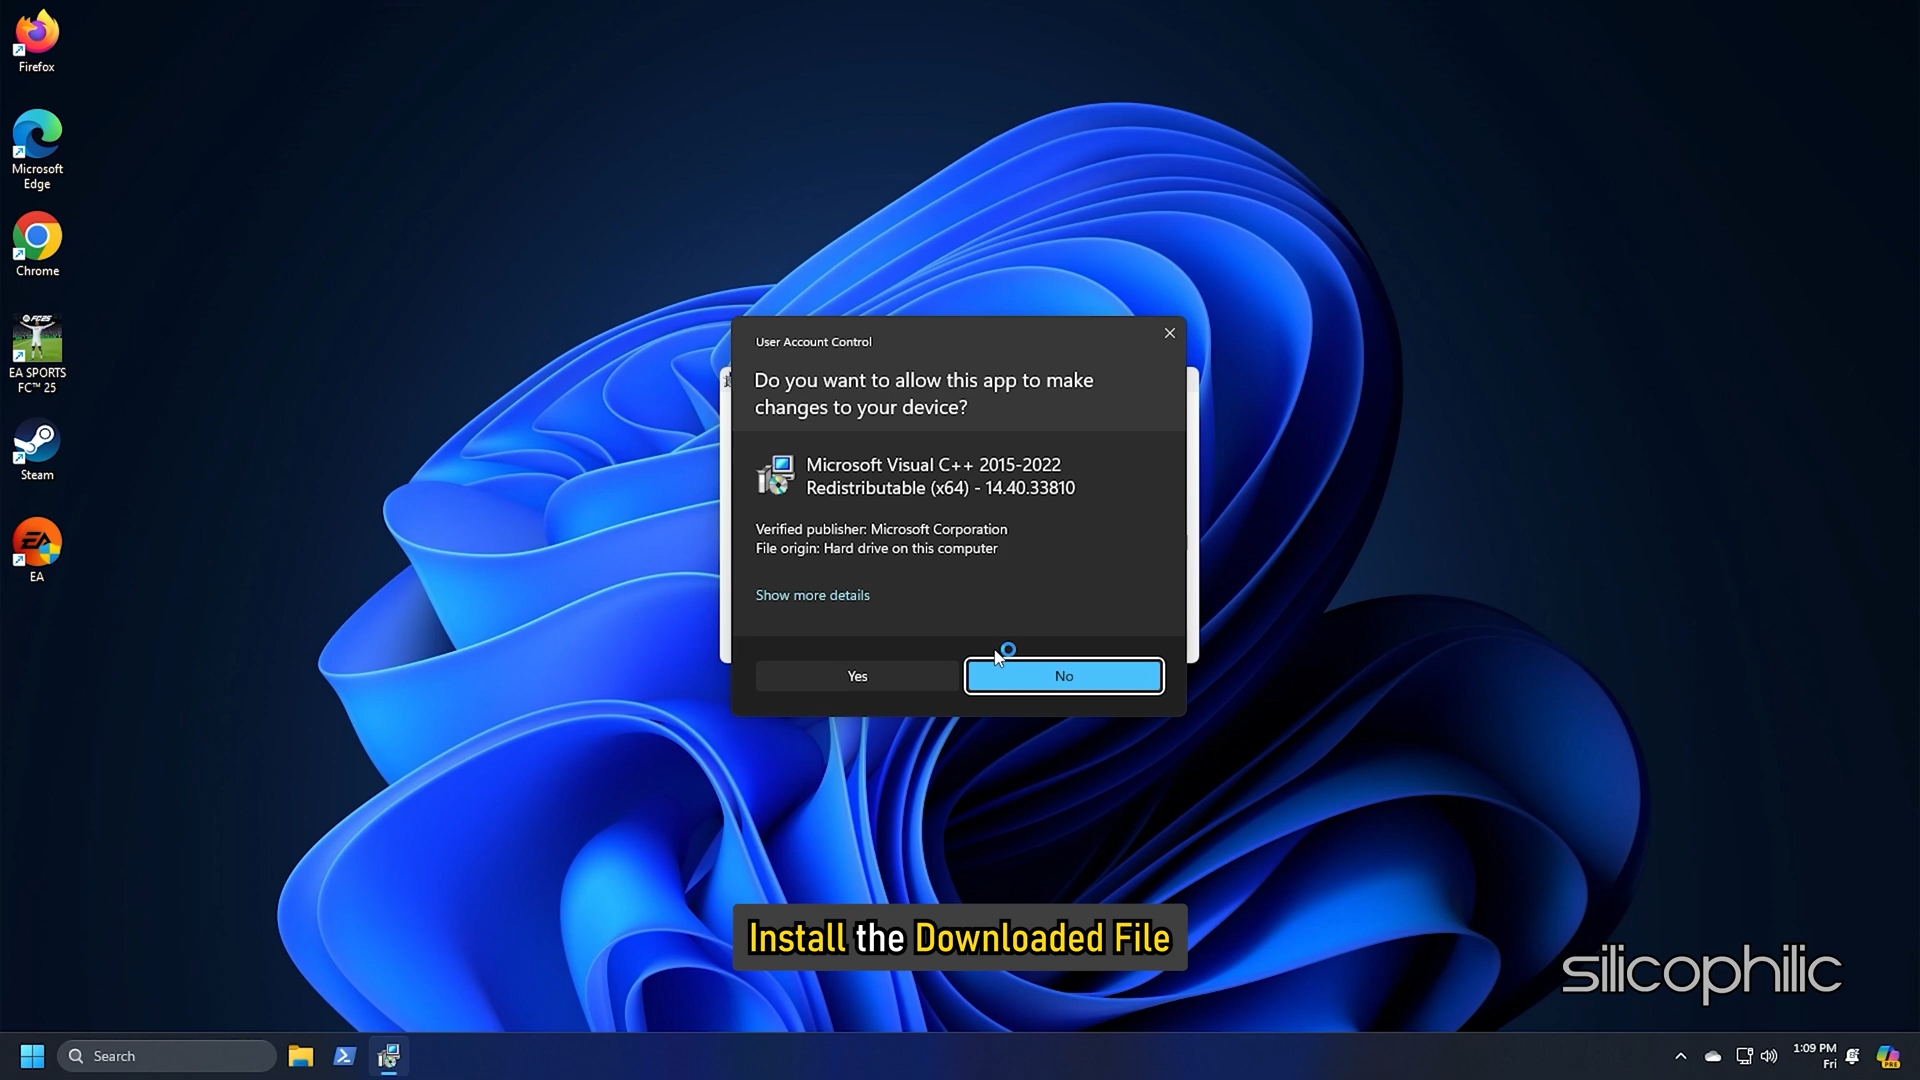 Firefox
Microsoft
Edge
Chrome
FC25
EA SPORTS
FC™ 25
Steam
EA
EA
User Account Control
Do you want to allow this app to make
changes to your device?
Microsoft Visual C++ 2015-2022
Redistributable (x64) - 14.40.33810
Verified publisher: Microsoft Corporation
File origin: Hard drive on this computer
Show more details
Yes
No
Install the Downloaded File
silicophilic
Search
1:09 PM
Fri
PRE